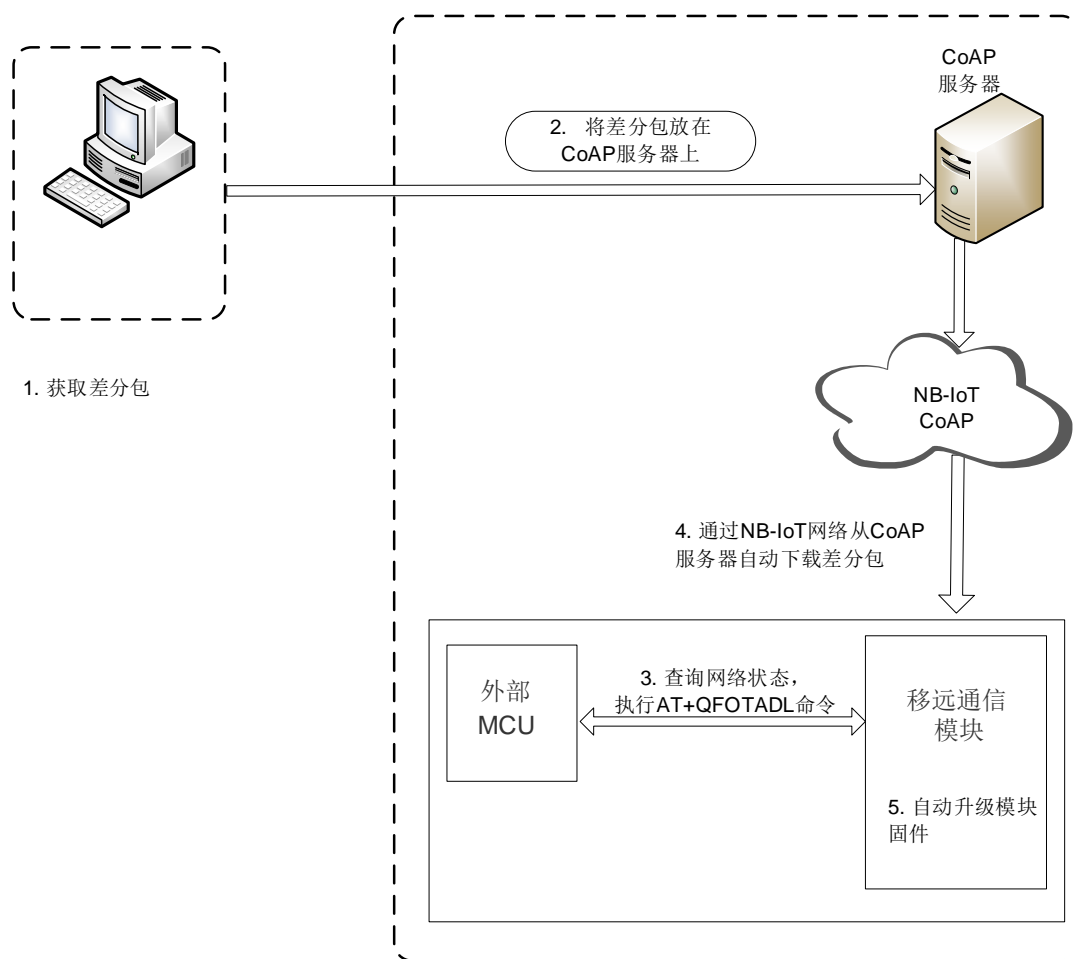 CoAP
服务器
2. 将差分包放在
CoAP服务器上
1. 获取差分包
NB-IoT
CoAP
4. 通过NB-IoT网络从CoAP
服务器自动下载差分包
外部
MCU
3. 查询网络状态，
执行AT+QFOTADL命令
移远通信
模块
5. 自动升级模块
固件